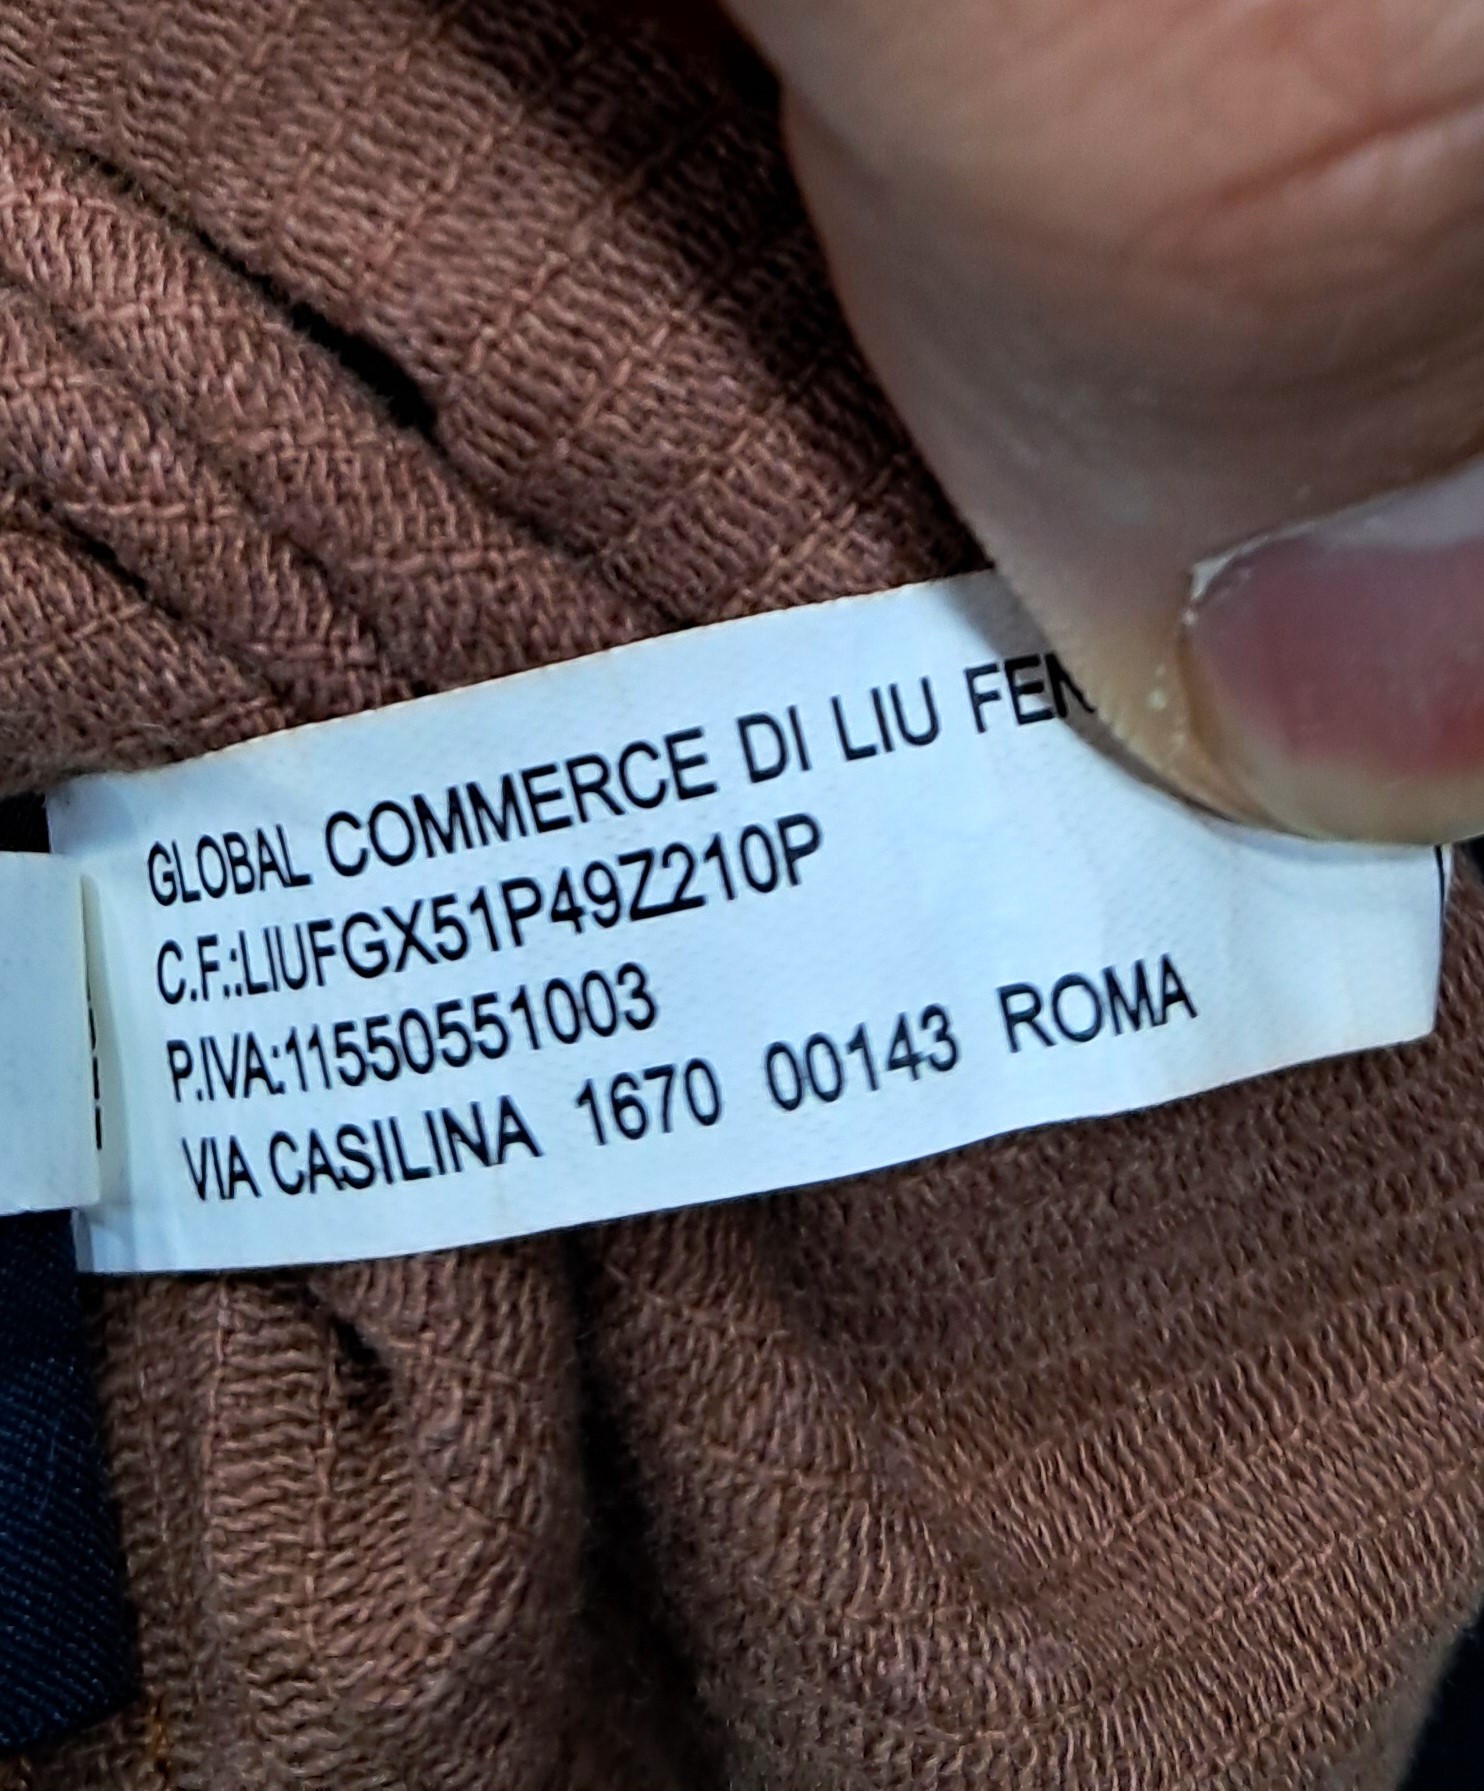 GLOBAL COMMERCE DI LIU
C.F.:LIUFGX51P49Z210P
P.IVA:11550551003
VIA CASILINA 1670 00143 ROMA